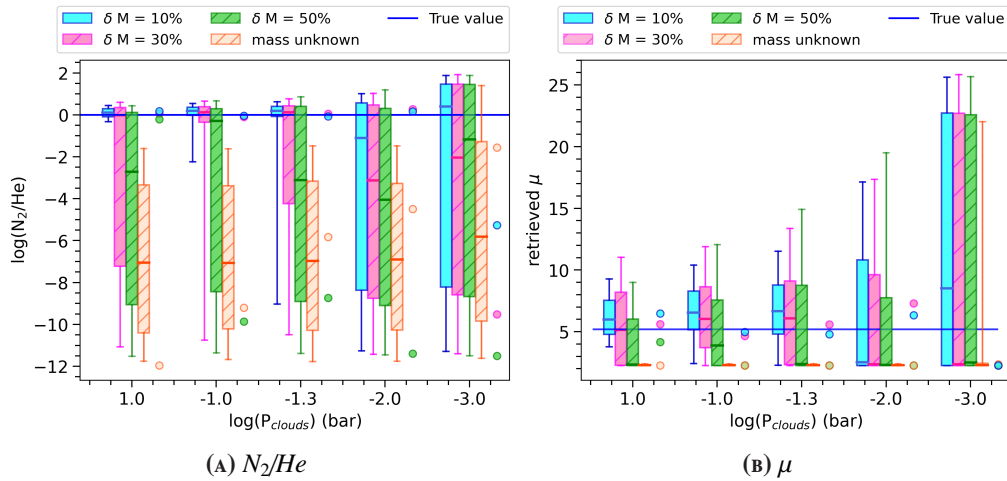 δ M = 10% δ M = 50% True value
δ M = 30% mass unknown
2
0
−2
−4
−6
−8
−10
−12
log(N₂/He)
1.0 -1.0 -1.3 -2.0 -3.0
log(P_clouds) (bar)
(A) N₂/He
δ M = 10% δ M = 50% True value
δ M = 30% mass unknown
25
20
15
10
5
retrieved μ
1.0 -1.0 -1.3 -2.0 -3.0
log(P_clouds) (bar)
(B) μ